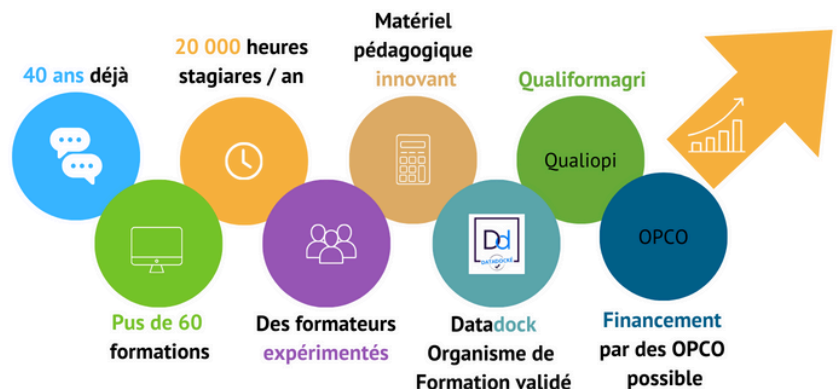 40 ans déjà
20 000 heures
stagiares / an
Matériel
pédagogique
innovant
Qualiformagri
Qualiopi
OPCO
Dd
DATADOCKÉ
Pus de 60
formations
Des formateurs
expérimentés
Datadock
Organisme de
Formation validé
Financement
par des OPCO
possible